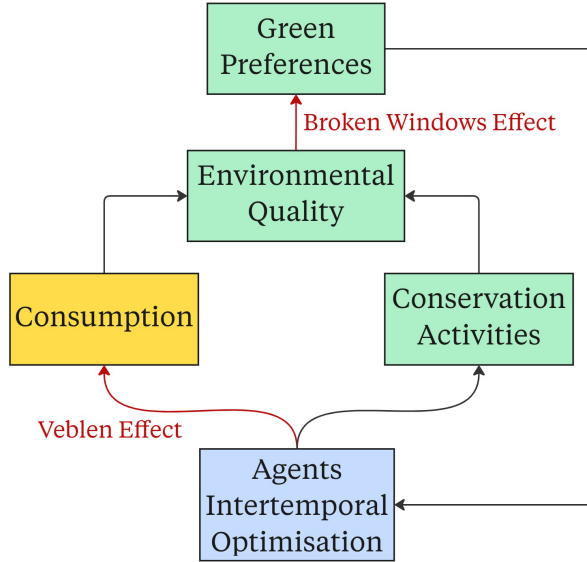 Green
Preferences
Broken Windows Effect
Environmental
Quality
Consumption
Conservation
Activities
Veblen Effect
Agents
Intertemporal
Optimisation